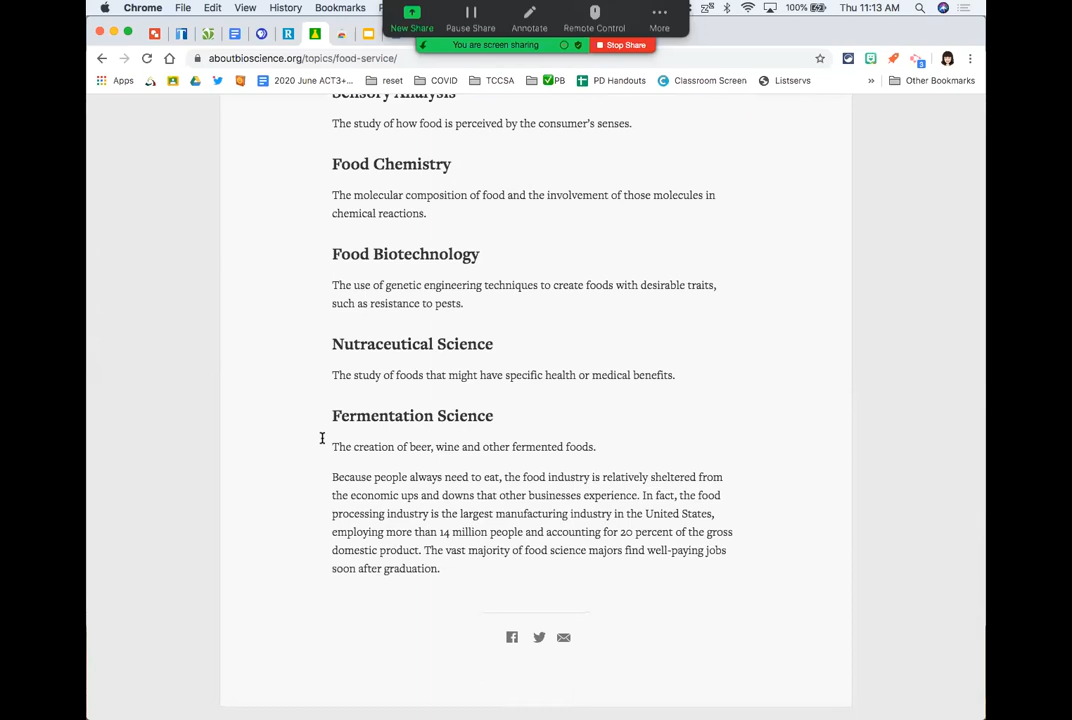 Chrome File Edit View History Bookmarks
100% Thu 11:13 AM
New Share Pause Share Annotate Remote Control More
You are screen sharing Stop Share
aboutbioscience.org/topics/food-service/
3
Apps 2020 June ACT3+... reset COVID TCCSA PB PD Handouts Classroom Screen Listservs » Other Bookmarks
Sensory Analysis
The study of how food is perceived by the consumer's senses.
Food Chemistry
The molecular composition of food and the involvement of those molecules in
chemical reactions.
Food Biotechnology
The use of genetic engineering techniques to create foods with desirable traits,
such as resistance to pests.
Nutraceutical Science
The study of foods that might have specific health or medical benefits.
Fermentation Science
The creation of beer, wine and other fermented foods.
Because people always need to eat, the food industry is relatively sheltered from
the economic ups and downs that other businesses experience. In fact, the food
processing industry is the largest manufacturing industry in the United States,
employing more than 14 million people and accounting for 20 percent of the gross
domestic product. The vast majority of food science majors find well-paying jobs
soon after graduation.